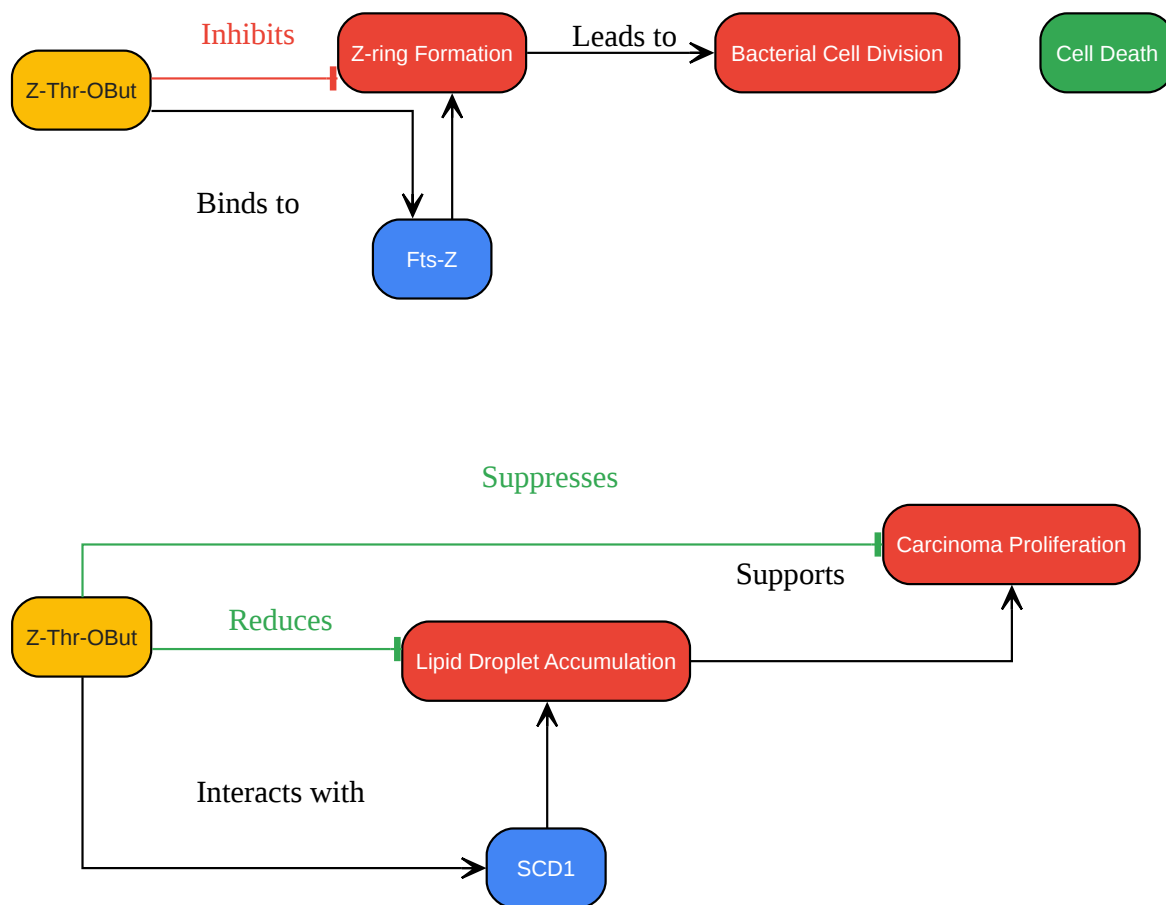 Inhibits
Z-ring Formation
Leads to
Bacterial Cell Division
Cell Death
Z-Thr-OBut
Binds to
Fts-Z
Suppresses
Carcinoma Proliferation
Supports
Z-Thr-OBut
Reduces
Lipid Droplet Accumulation
Interacts with
SCD1